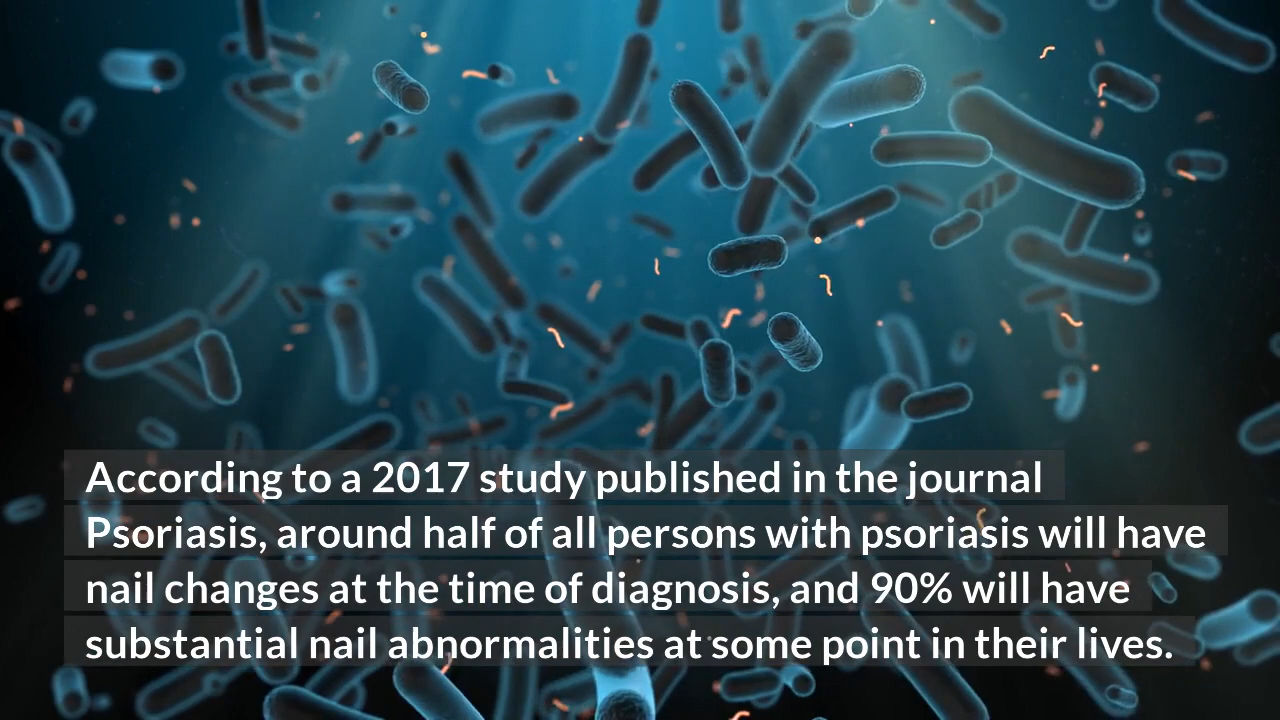 According to a 2017 study published in the journal
Psoriasis, around half of all persons with psoriasis will have
nail changes at the time of diagnosis, and 90% will have
substantial nail abnormalities at some point in their lives.